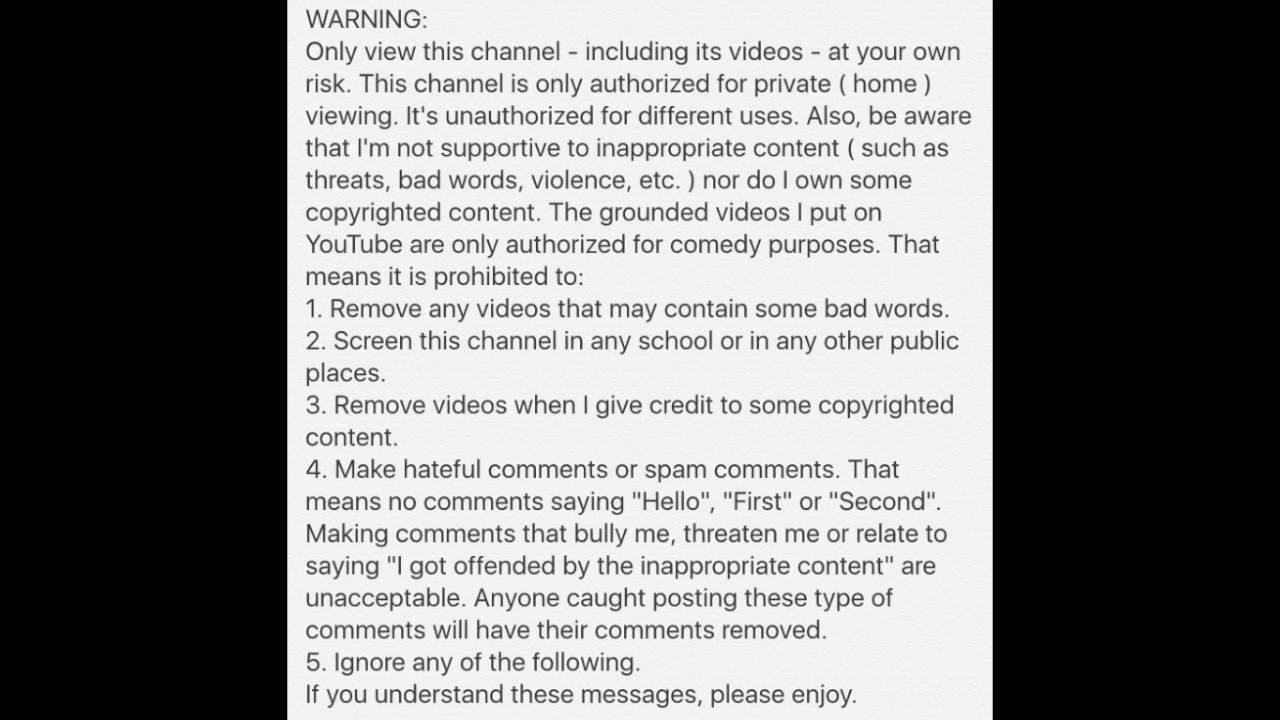 WARNING:
Only view this channel - including its videos - at your own
risk. This channel is only authorized for private ( home )
viewing. It's unauthorized for different uses. Also, be aware
that I'm not supportive to inappropriate content ( such as
threats, bad words, violence, etc. ) nor do I own some
copyrighted content. The grounded videos I put on
YouTube are only authorized for comedy purposes. That
means it is prohibited to:
1. Remove any videos that may contain some bad words.
2. Screen this channel in any school or in any other public
places.
3. Remove videos when I give credit to some copyrighted
content.
4. Make hateful comments or spam comments. That
means no comments saying "Hello", "First" or "Second".
Making comments that bully me, threaten me or relate to
saying "I got offended by the inappropriate content" are
unacceptable. Anyone caught posting these type of
comments will have their comments removed.
5. Ignore any of the following.
If you understand these messages, please enjoy.